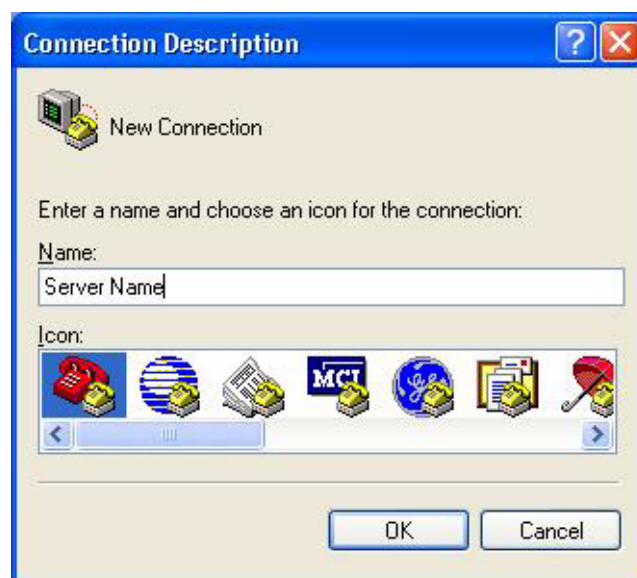 Connection Description
New Connection
Enter a name and choose an icon for the connection:
Name:
Server Name
Icon:
MCI
OK
Cancel